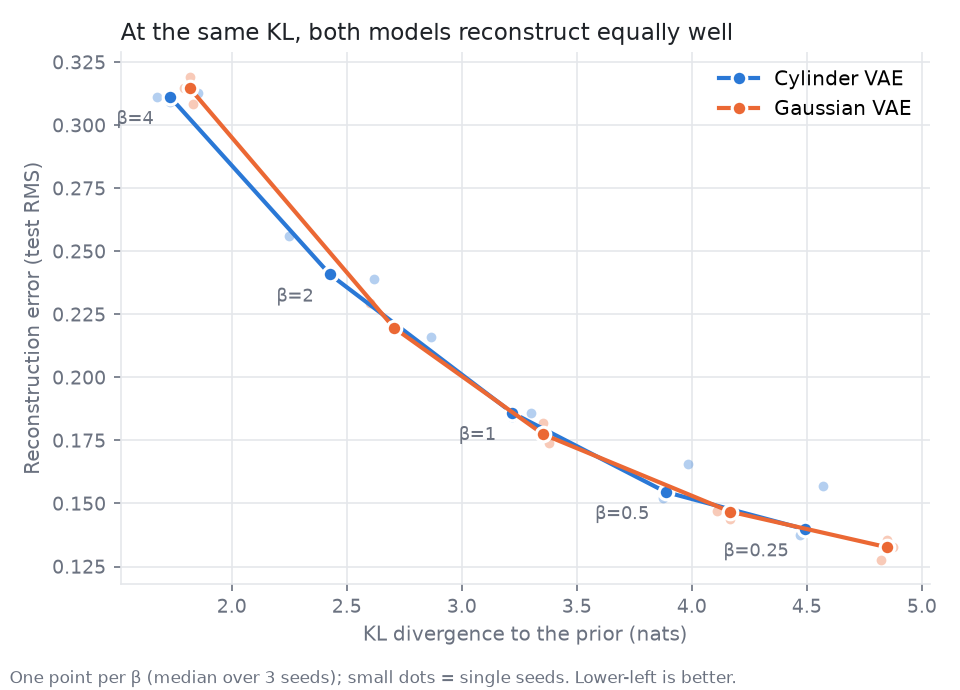 At the same KL, both models reconstruct equally well
Cylinder VAE
Gaussian VAE
Reconstruction error (test RMS)
0.325
0.300
0.275
0.250
0.225
0.200
0.175
0.150
0.125
β=4
β=2
β=1
β=0.5
β=0.25
2.0 2.5 3.0 3.5 4.0 4.5 5.0
KL divergence to the prior (nats)
One point per β (median over 3 seeds); small dots = single seeds. Lower-left is better.